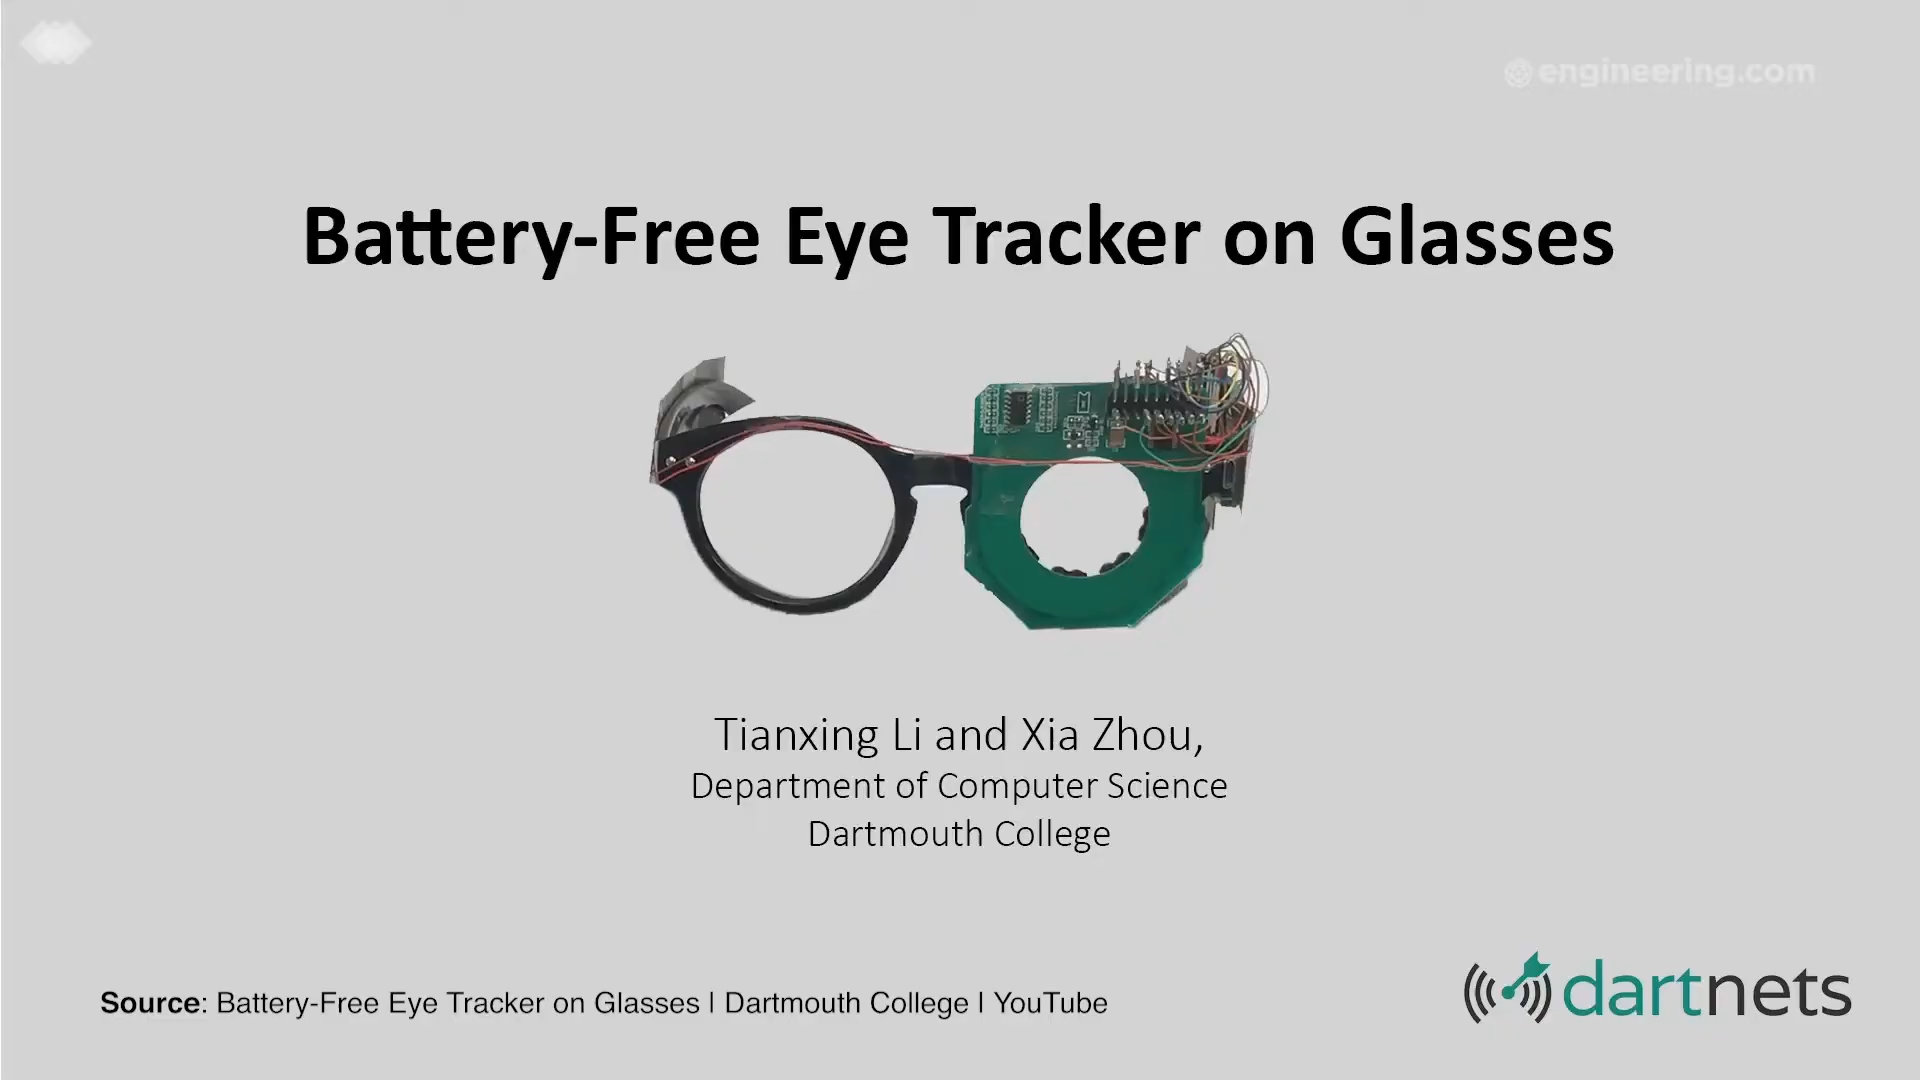 engineering.com
Battery-Free Eye Tracker on Glasses
Tianxing Li and Xia Zhou,
Department of Computer Science
Dartmouth College
Source: Battery-Free Eye Tracker on Glasses | Dartmouth College | YouTube
dartnets